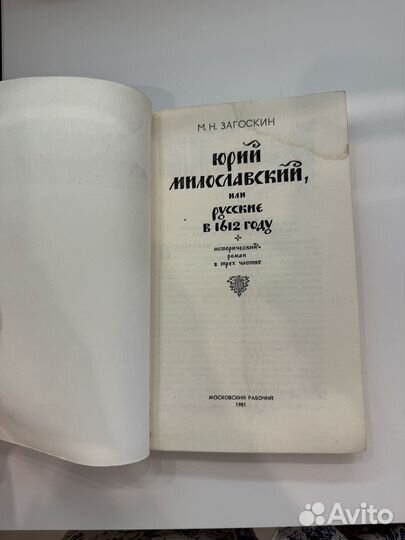 М. Н. ЗАГОСКИН
ЮРИЙ
МИЛОСЛАВСКИЙ,
ИЛИ
РУССКИЕ
В 1612 ГОДУ
исторический
роман
в трех частях
МОСКОВСКИЙ РАБОЧИЙ
1981
Avito